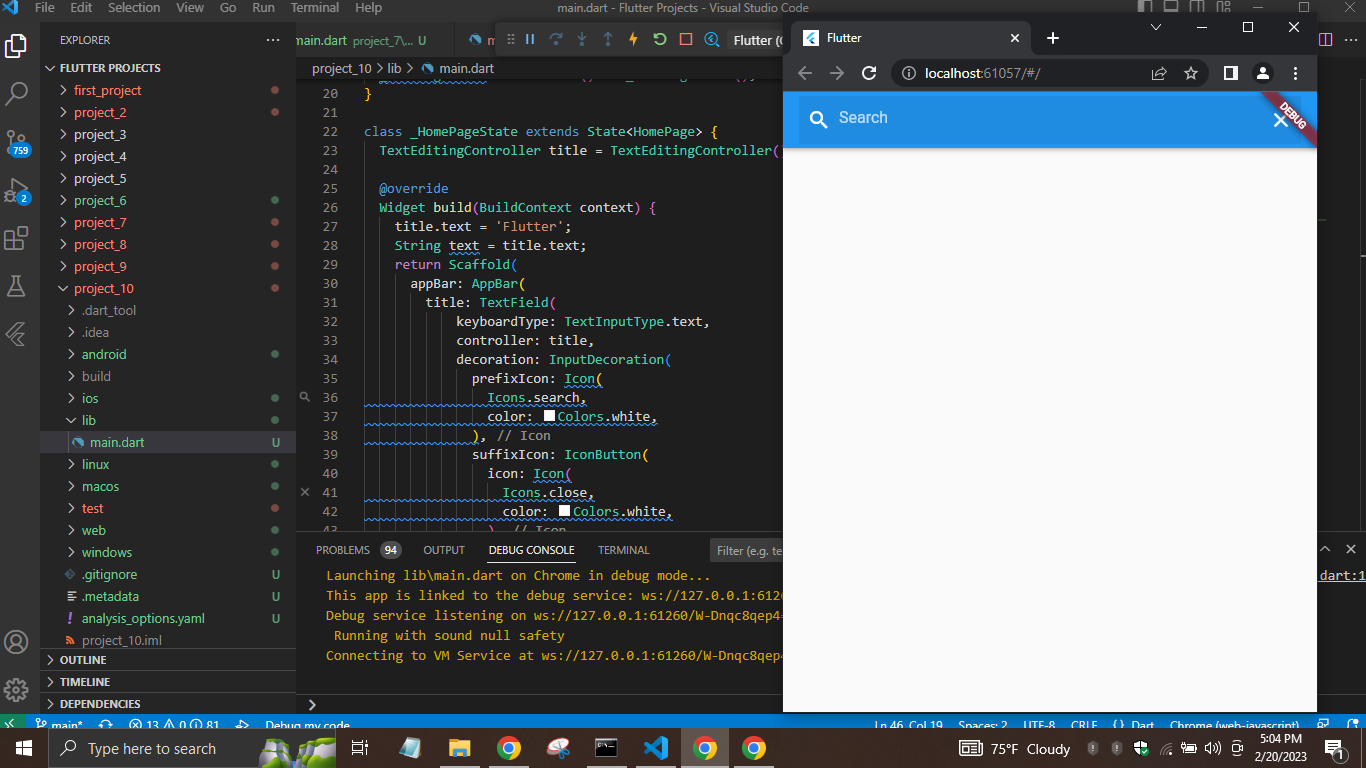 File Edit Selection View Go Run Terminal Help
main.dart - Flutter Projects - Visual Studio Code
EXPLORER
FLUTTER PROJECTS
first_project
project_2
project_3
project_4
project_5
project_6
project_7
project_8
project_9
project_10
.dart_tool
.idea
android
build
ios
lib
main.dart U
linux
macos
test
web
windows
.gitignore U
.metadata U
analysis_options.yaml U
project_10.iml
OUTLINE
TIMELINE
DEPENDENCIES
759
2
main.dart project_7\... U
Flutter
project_10 > lib > main.dart
20 }
21
22 class _HomePageState extends State<HomePage> {
23 TextEditingController title = TextEditingController()
24
25 @override
26 Widget build(BuildContext context) {
27 title.text = 'Flutter';
28 String text = title.text;
29 return Scaffold(
30 appBar: AppBar(
31 title: TextField(
32 keyboardType: TextInputType.text,
33 controller: title,
34 decoration: InputDecoration(
35 prefixIcon: Icon(
36 Icons.search,
37 color: Colors.white,
38 ), // Icon
39 suffixIcon: IconButton(
40 icon: Icon(
41 Icons.close,
42 color: Colors.white,
43 ), // Icon
PROBLEMS 94 OUTPUT DEBUG CONSOLE TERMINAL Filter (e.g. te
Launching lib\main.dart on Chrome in debug mode...
This app is linked to the debug service: ws://127.0.0.1:6126
Debug service listening on ws://127.0.0.1:61260/W-Dnqc8qep4
Running with sound null safety
Connecting to VM Service at ws://127.0.0.1:61260/W-Dnqc8qep4
dart:1
Flutter
localhost:61057/#/
Search
DEBUG
main* 13 0 81 Debug my code
Ln 46, Col 19 Spaces: 2 UTF-8 CRLF {} Dart Chrome (web-javascript)
Type here to search
75°F Cloudy
5:04 PM
2/20/2023
1